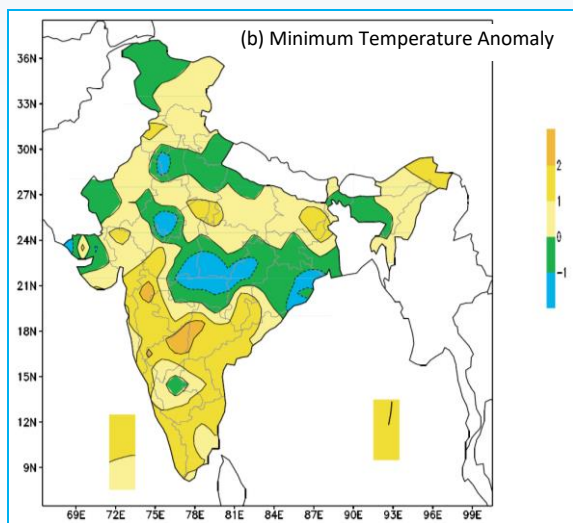 (b) Minimum Temperature Anomaly
36N
33N
30N
27N
24N
21N
18N
15N
12N
9N
69E 72E 75E 78E 81E 84E 87E 90E 93E 96E 99E
2
1
0
-1